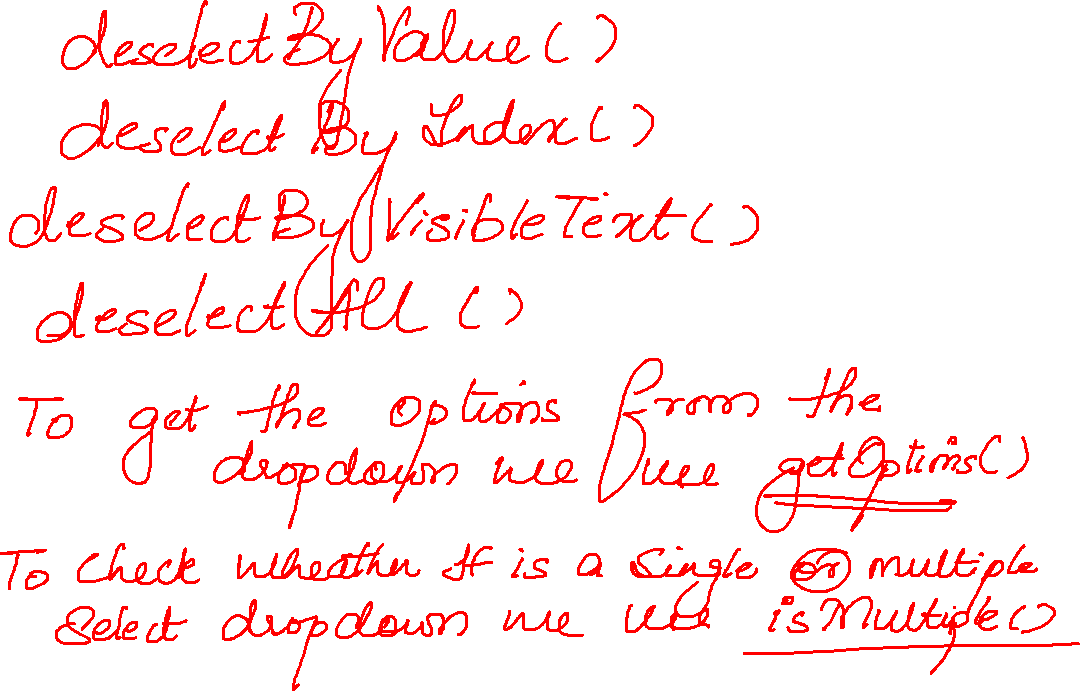 deselectByValue()
deselectByIndex()
deselectByVisibleText()
deselectAll()
To get the options from the
dropdown we use getOptions()
To check wheather it is a single or multiple
select dropdown we use isMultiple()